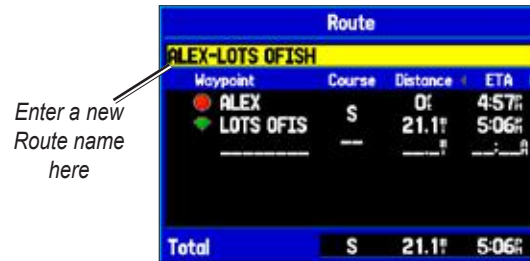 Route
ALEX-LOTS OFISH
Waypoint Course Distance ETA
ALEX 4:57
LOTS OFIS S 21.1 5:06
Total S 21.1 5:06
Enter a new
Route name
here